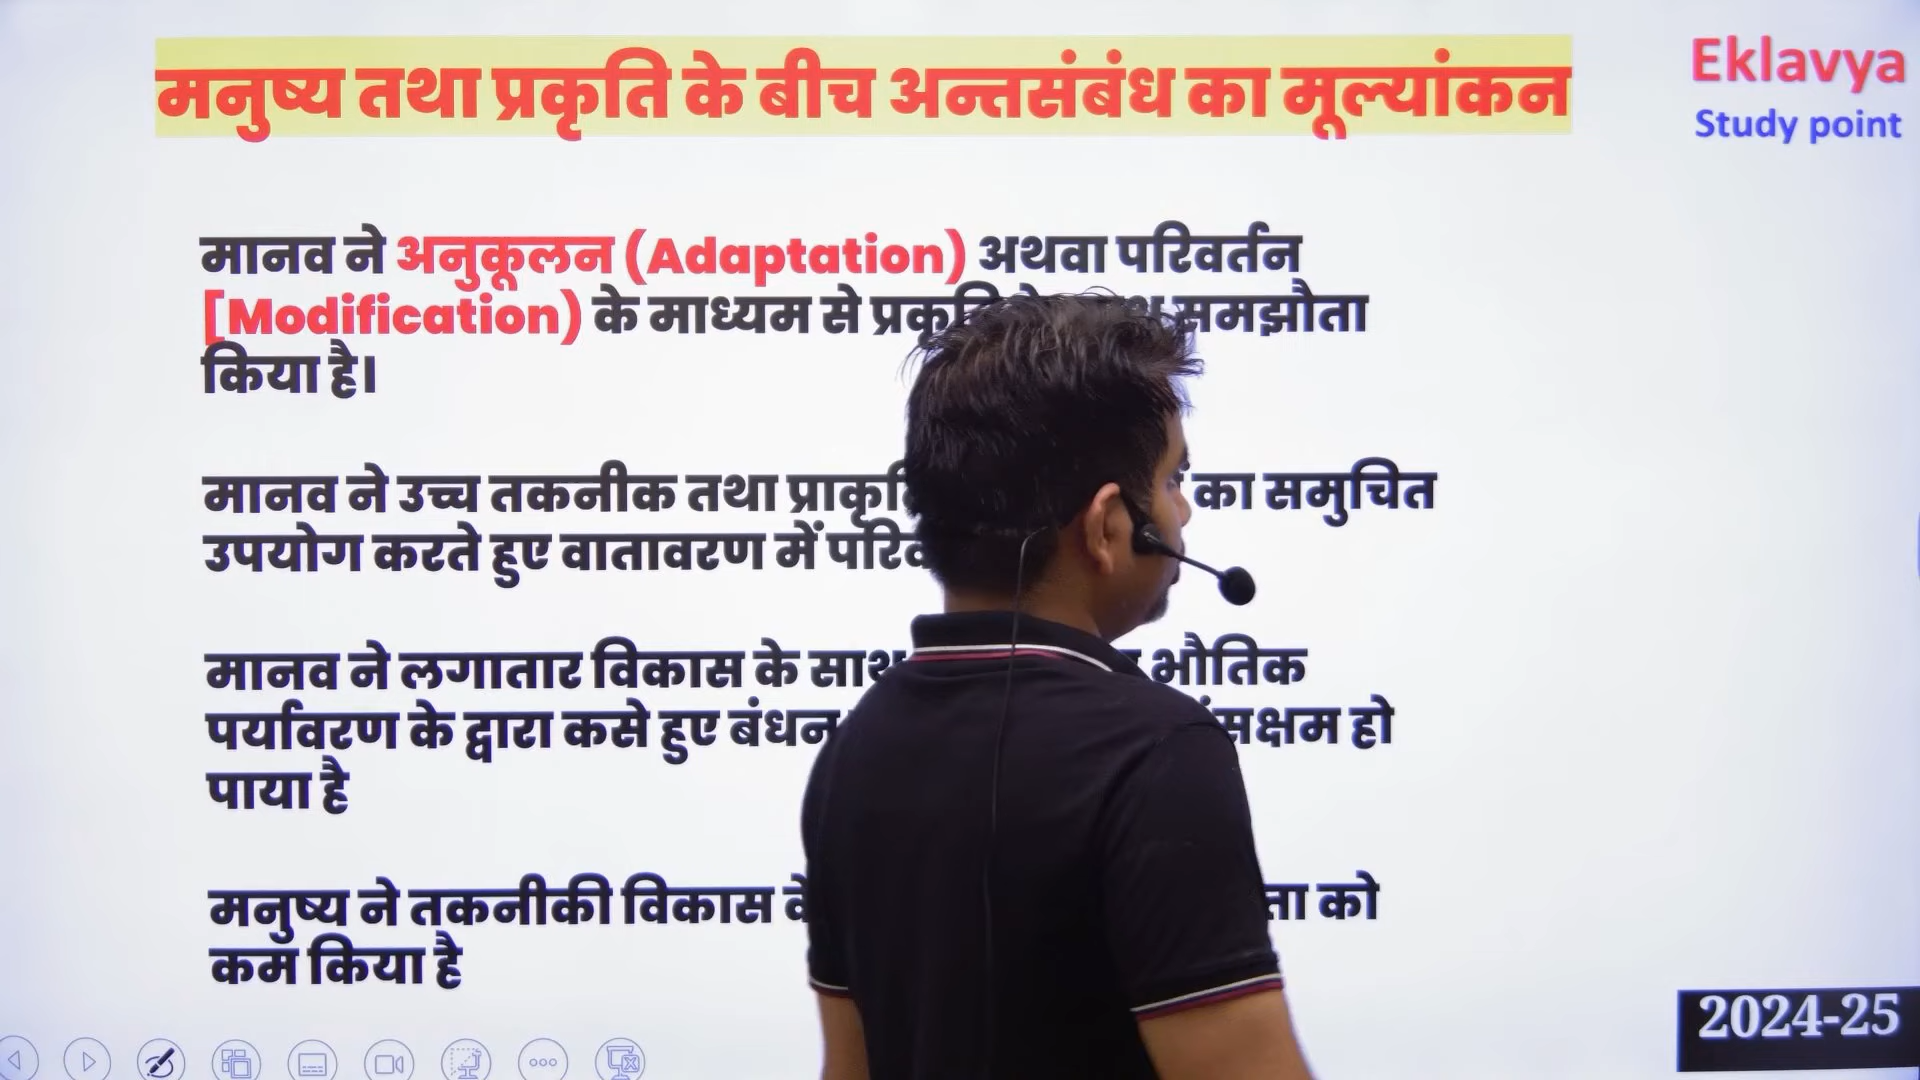 मनुष्य तथा प्रकृति के बीच अन्तसंबंध का मूल्यांकन
Eklavya
Study point
मानव ने अनुकूलन (Adaptation) अथवा परिवर्तन
[Modification) के माध्यम से समझौता
किया है।
मानव ने उच्च तकनीक तथा का समुचित
उपयोग करते हुए वातावरण में
मानव ने लगातार विकास के भौतिक
पर्यावरण के द्वारा कसे हुए बंधन हो
पाया है
मनुष्य ने तकनीकी विकास को
कम किया है
2024-25